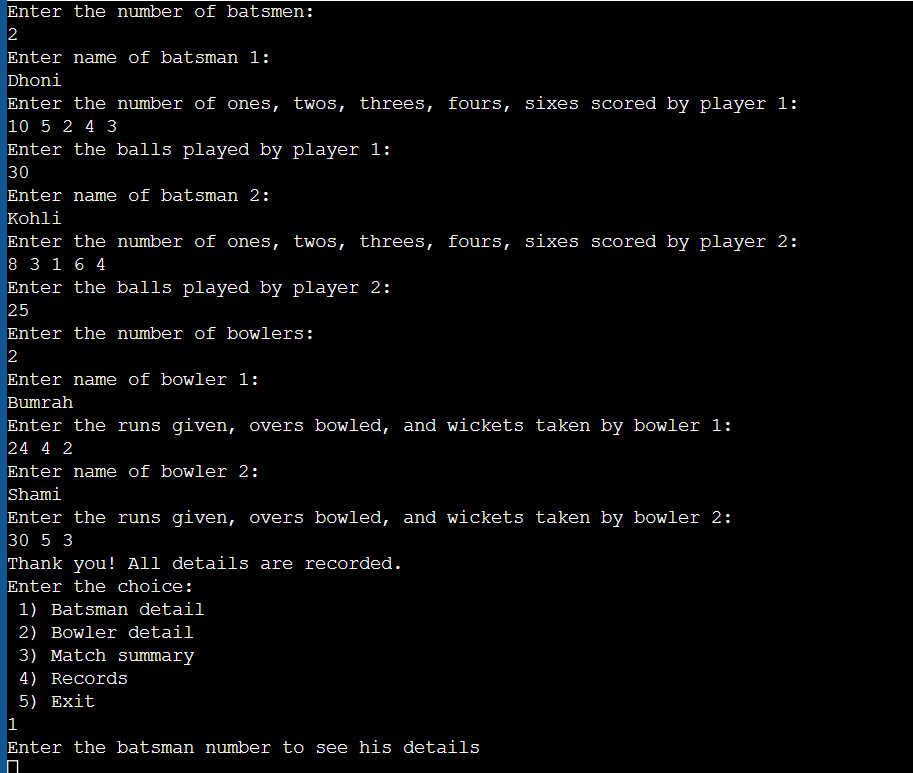 Enter the number of batsmen:
2
Enter name of batsman 1:
Dhoni
Enter the number of ones, twos, threes, fours, sixes scored by player 1:
10 5 2 4 3
Enter the balls played by player 1:
30
Enter name of batsman 2:
Kohli
Enter the number of ones, twos, threes, fours, sixes scored by player 2:
8 3 1 6 4
Enter the balls played by player 2:
25
Enter the number of bowlers:
2
Enter name of bowler 1:
Bumrah
Enter the runs given, overs bowled, and wickets taken by bowler 1:
24 4 2
Enter name of bowler 2:
Shami
Enter the runs given, overs bowled, and wickets taken by bowler 2:
30 5 3
Thank you! All details are recorded.
Enter the choice:
 1) Batsman detail
 2) Bowler detail
 3) Match summary
 4) Records
 5) Exit
1
Enter the batsman number to see his details